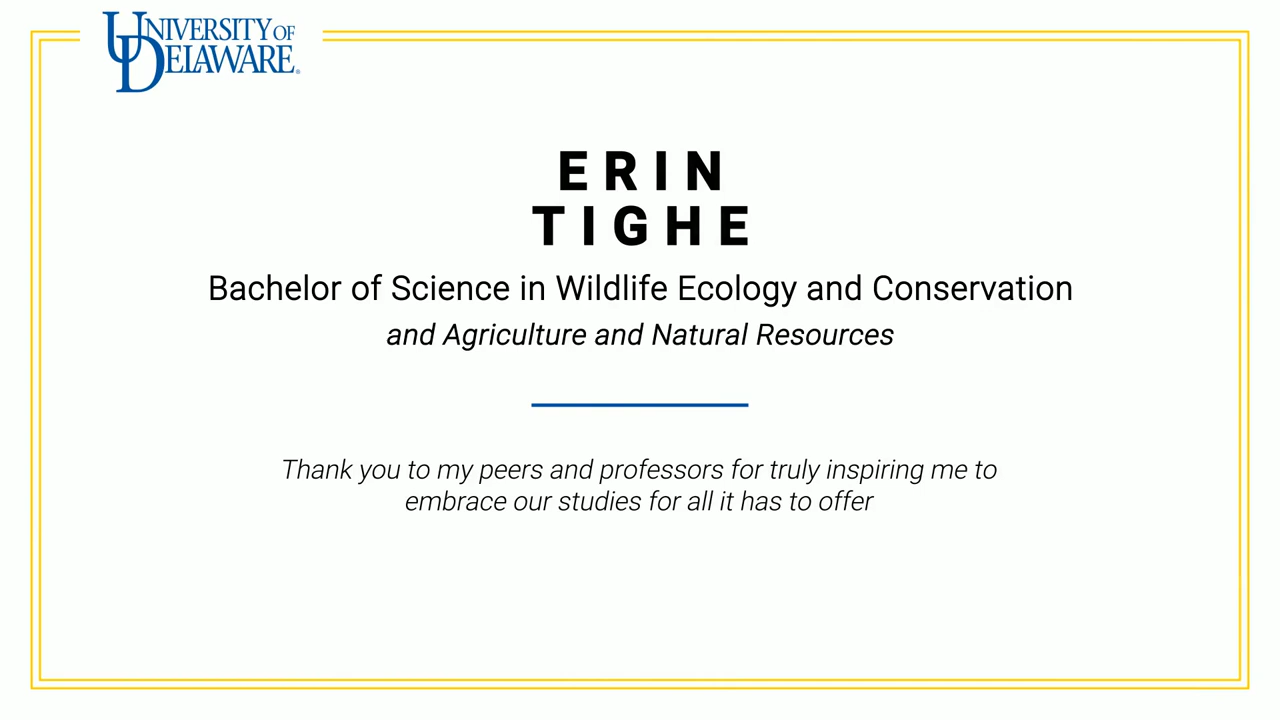 UNIVERSITY OF
DELAWARE
ERIN
TIGHE
Bachelor of Science in Wildlife Ecology and Conservation
and Agriculture and Natural Resources
Thank you to my peers and professors for truly inspiring me to
embrace our studies for all it has to offer